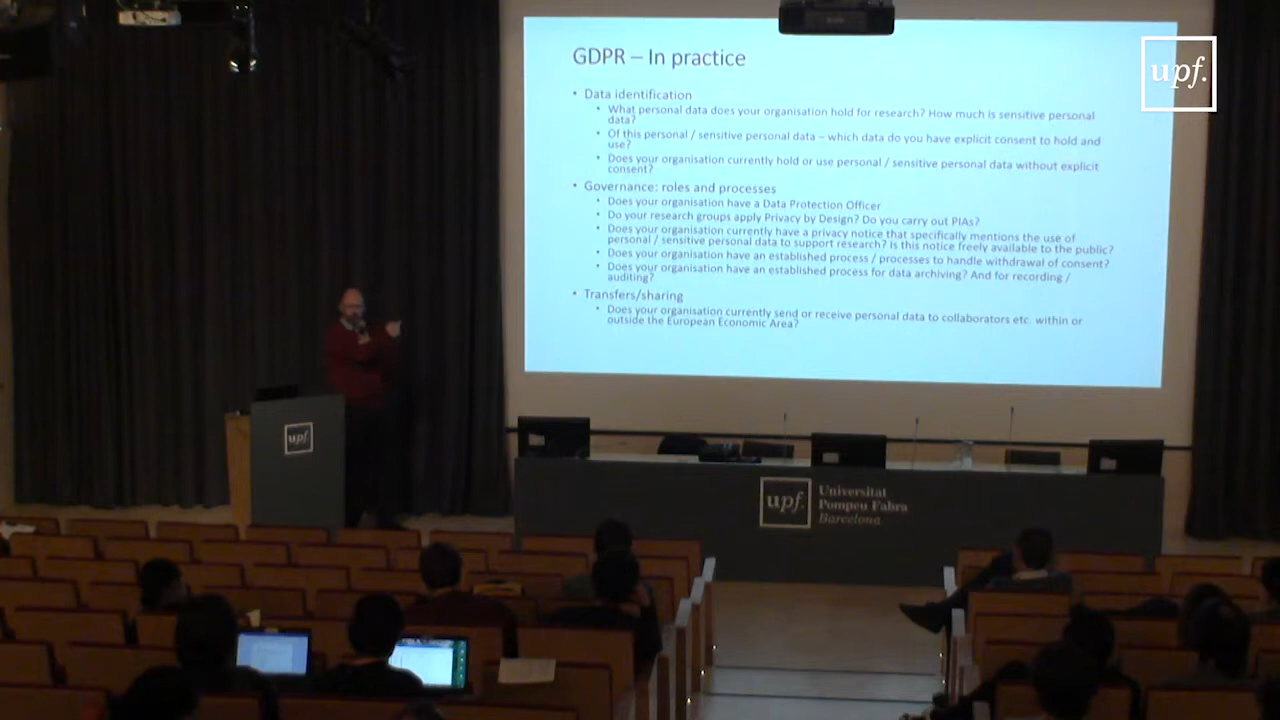 GDPR – In practice
• Data identification
• What personal data does your organisation hold for research? How much is sensitive personal
data?
• Of this personal / sensitive personal data – which data do you have explicit consent to hold and
use?
• Does your organisation currently hold or use personal / sensitive personal data without explicit
consent?
• Governance: roles and processes
• Does your organisation have a Data Protection Officer
• Do your research groups apply Privacy by Design? Do you carry out PIAs?
• Does your organisation currently have a privacy notice that specifically mentions the use of
personal / sensitive personal data to support research? Is this notice freely available to the public?
• Does your organisation have an established process / processes to handle withdrawal of consent?
• Does your organisation have an established process for data archiving? And for recording /
auditing?
• Transfers/sharing
• Does your organisation currently send or receive personal data to collaborators etc. within or
outside the European Economic Area?
upf.
upf.
upf.
Universitat
Pompeu Fabra
Barcelona